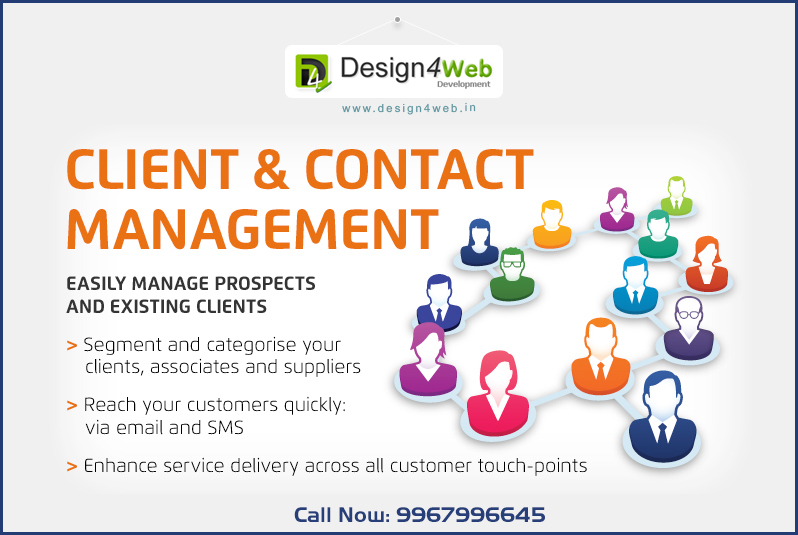 D4
Design4Web
Development
www.design4web.in
CLIENT & CONTACT
MANAGEMENT
EASILY MANAGE PROSPECTS
AND EXISTING CLIENTS
> Segment and categorise your
clients, associates and suppliers
> Reach your customers quickly:
via email and SMS
> Enhance service delivery across all customer touch-points
Call Now: 9967996645